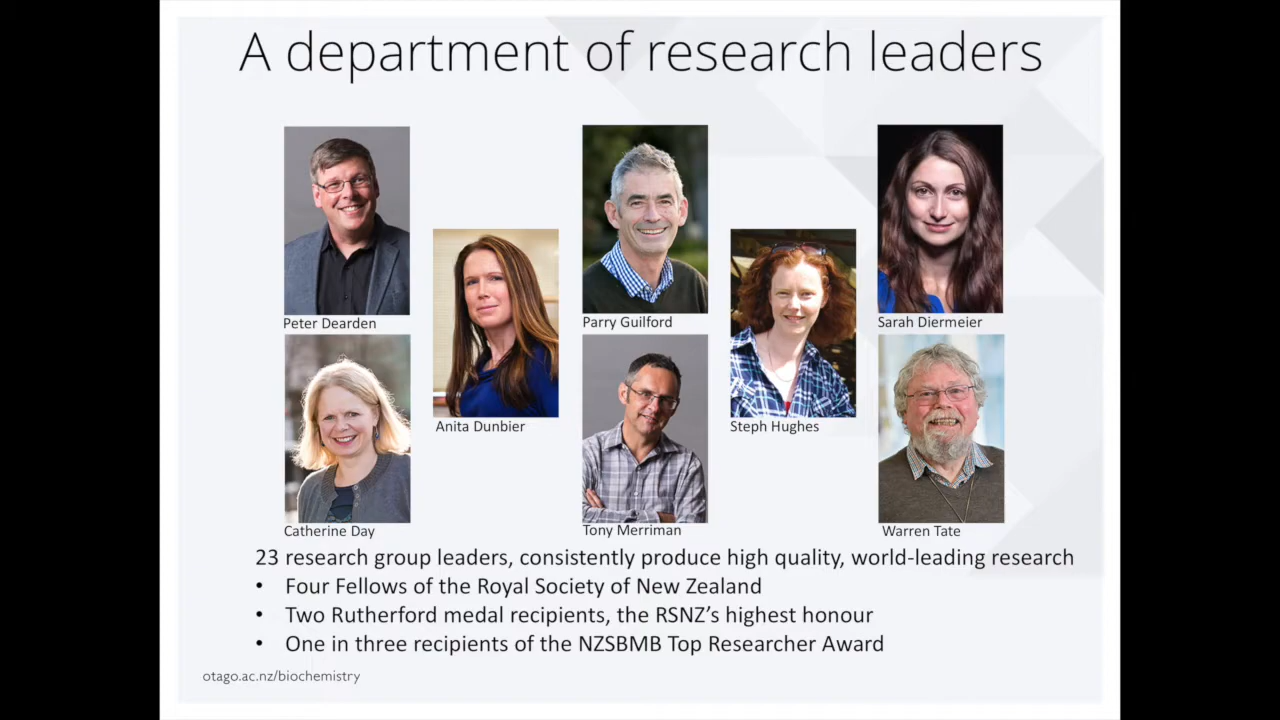 A department of research leaders
Peter Dearden
Parry Guilford
Sarah Diermeier
Anita Dunbier
Steph Hughes
Catherine Day
Tony Merriman
Warren Tate
23 research group leaders, consistently produce high quality, world-leading research
• Four Fellows of the Royal Society of New Zealand
• Two Rutherford medal recipients, the RSNZ's highest honour
• One in three recipients of the NZSBMB Top Researcher Award
otago.ac.nz/biochemistry